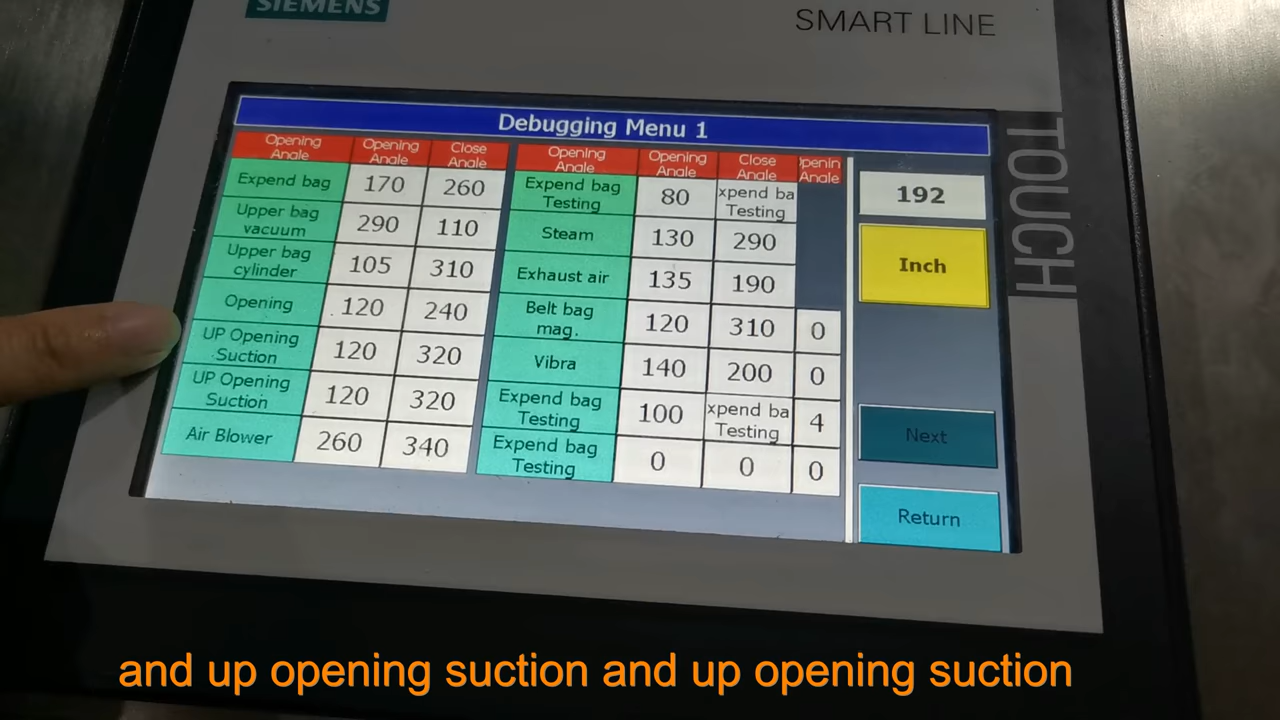 SIEMENS
SMART LINE
TOUCH
Debugging Menu 1
Opening Angle
Opening Angle
Close Angle
Opening Angle
Opening Angle
Close Angle
Openin Angle
Expend bag 170 260
Upper bag vacuum 290 110
Upper bag cylinder 105 310
Opening 120 240
UP Opening Suction 120 320
UP Opening Suction 120 320
Air Blower 260 340
Expend bag Testing 80 xpend ba Testing
Steam 130 290
Exhaust air 135 190
Belt bag mag. 120 310 0
Vibra 140 200 0
Expend bag Testing 100 xpend ba Testing 4
Expend bag Testing 0 0 0
192
Inch
Next
Return
and up opening suction and up opening suction